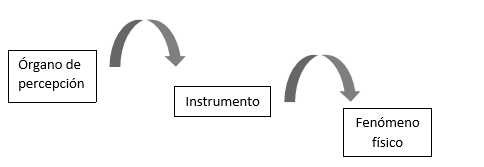 Órgano de
percepción
Instrumento
Fenómeno
físico